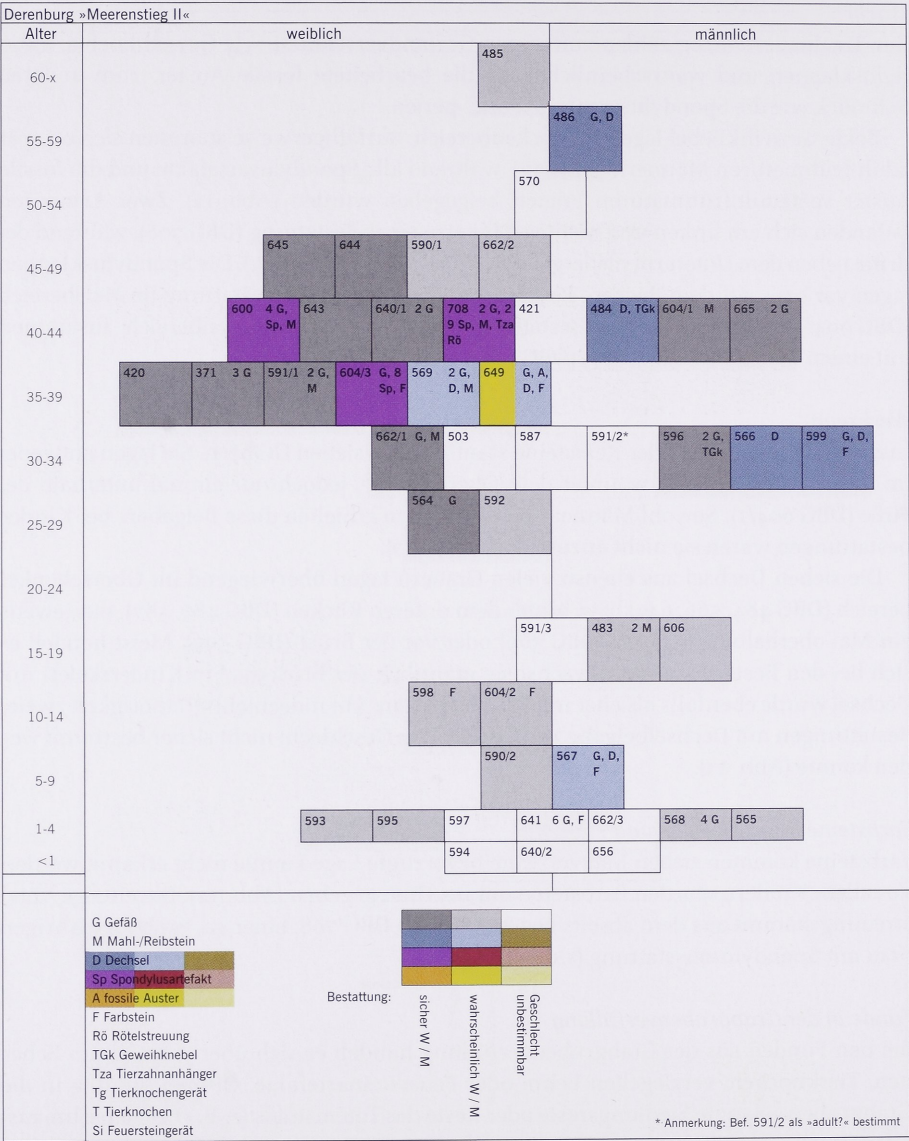 Derenburg »Meerenstieg II«
Alter weiblich männlich
60-x 485
55-59 486 G, D
50-54 570
45-49 645 644 590/1 662/2
40-44 600 4 G, Sp, M 643 640/1 2 G 708 2 G, 2 9 Sp, M, Tza Rö 421 484 D, TGk 604/1 M 665 2 G
35-39 420 371 3 G 591/1 2 G, M 604/3 G, 8 Sp, F 569 2 G, D, M 649 G, A, D, F
30-34 662/1 G, M 503 587 591/2* 596 2 G, TGk 566 D 599 G, D, F
25-29 564 G 592
20-24
15-19 591/3 483 2 M 606
10-14 598 F 604/2 F
5-9 590/2 567 G, D, F
1-4 593 595 597 641 6 G, F 662/3 568 4 G 565
<1 594 640/2 656
G Gefäß
M Mahl-/Reibstein
D Dechsel
Sp Spondylusartefakt
A fossile Auster
F Farbstein
Rö Rötelstreuung
TGk Geweihknebel
Tza Tierzahnanhänger
Tg Tierknochengerät
T Tierknochen
Si Feuersteingerät
Bestattung:
sicher W / M
wahrscheinlich W / M
Geschlecht
unbestimmbar
* Anmerkung: Bef. 591/2 als »adult?« bestimmt